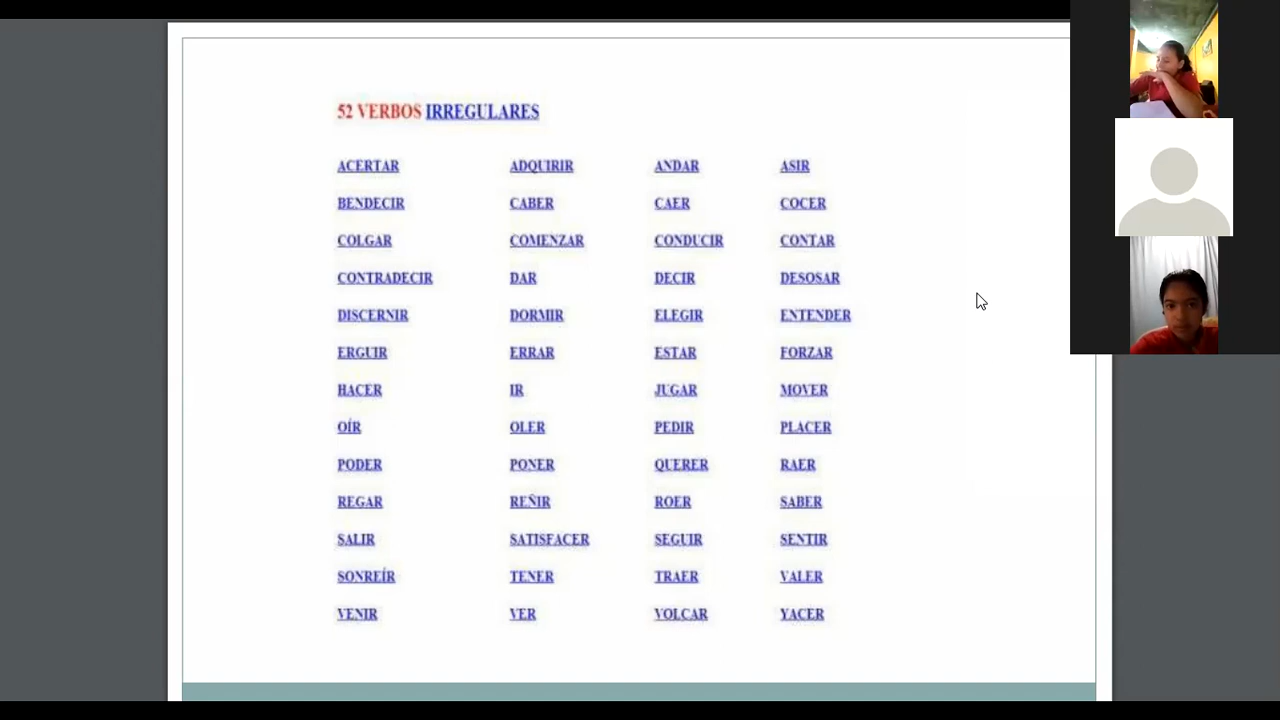 52 VERBOS IRREGULARES
ACERTAR ADQUIRIR ANDAR ASIR
BENDECIR CABER CAER COCER
COLGAR COMENZAR CONDUCIR CONTAR
CONTRADECIR DAR DECIR DESOSAR
DISCERNIR DORMIR ELEGIR ENTENDER
ERGUIR ERRAR ESTAR FORZAR
HACER IR JUGAR MOVER
OÍR OLER PEDIR PLACER
PODER PONER QUERER RAER
REGAR REÑIR ROER SABER
SALIR SATISFACER SEGUIR SENTIR
SONREÍR TENER TRAER VALER
VENIR VER VOLCAR YACER